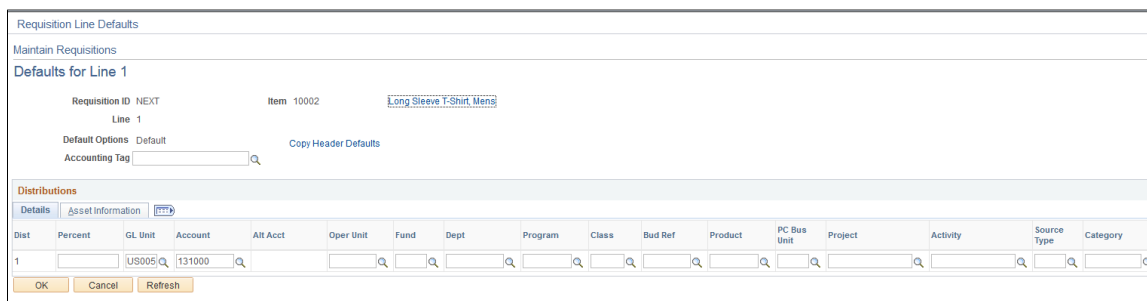 Requisition Line Defaults
Maintain Requisitions
Defaults for Line 1
Requisition ID NEXT Item 10002 Long Sleeve T-Shirt, Mens
Line 1
Default Options Default Copy Header Defaults
Accounting Tag
Distributions
Details Asset Information
Dist Percent GL Unit Account Alt Acct Oper Unit Fund Dept Program Class Bud Ref Product PC Bus Unit Project Activity Source Type Category
1 US005 131000
OK Cancel Refresh